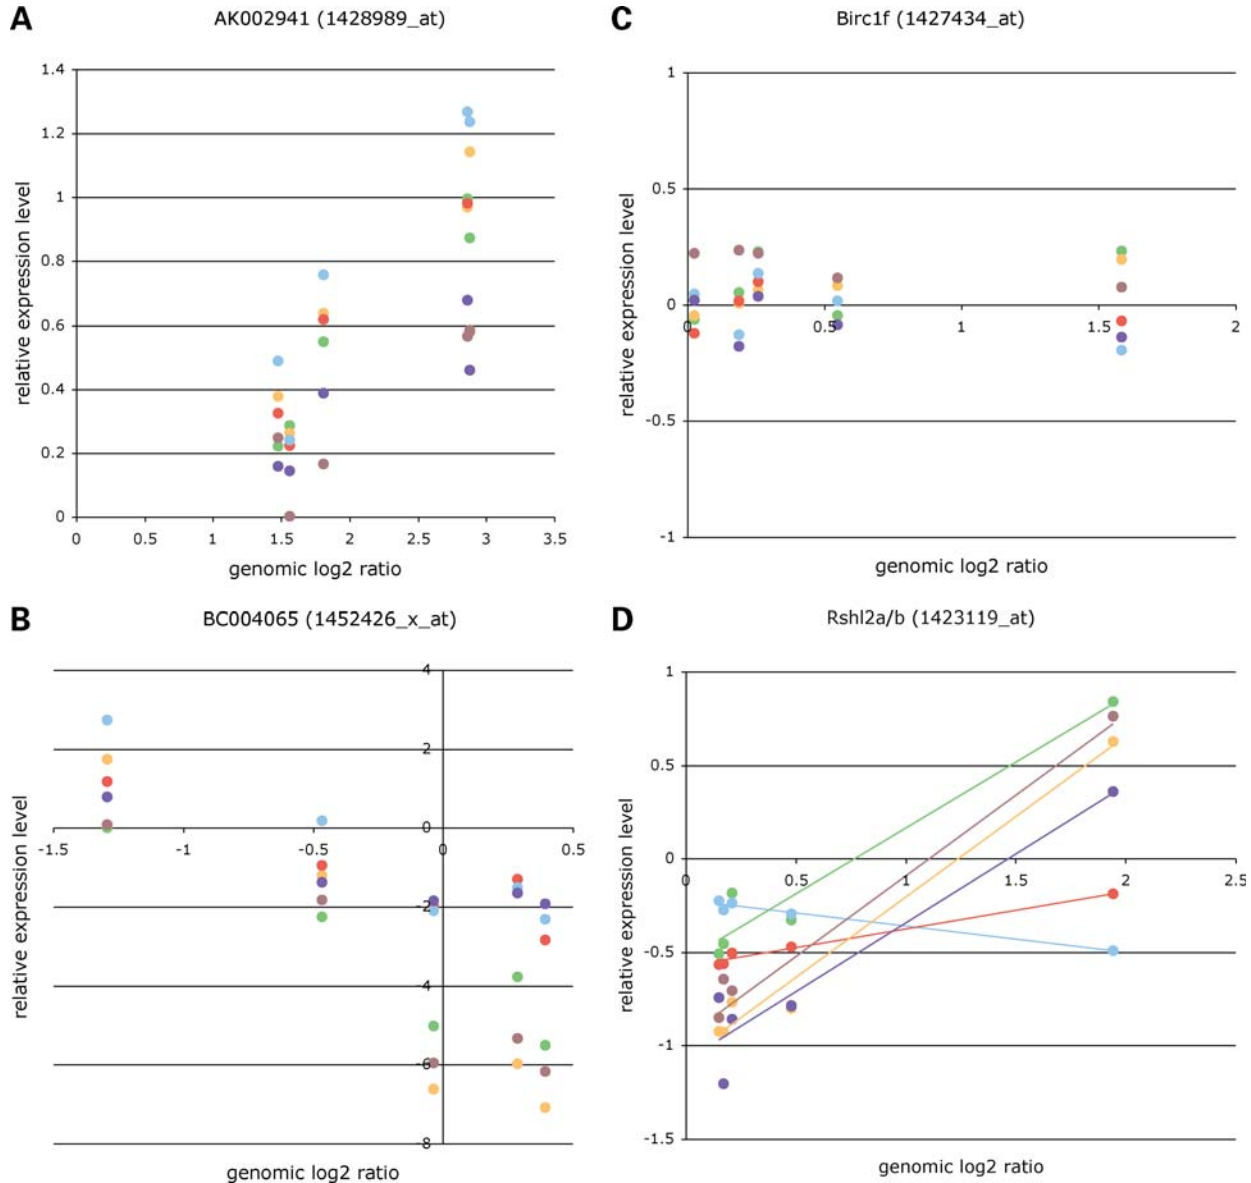 A
AK002941 (1428989_at)
1.4
1.2
1
0.8
0.6
0.4
0.2
0
relative expression level
0 0.5 1 1.5 2 2.5 3 3.5
genomic log2 ratio
C
Birc1f (1427434_at)
1
0.5
0
-0.5
-1
relative expression level
0 0.5 1 1.5 2
genomic log2 ratio
B
BC004065 (1452426_x_at)
4
2
0
-2
-4
-6
-8
relative expression level
-1.5 -1 -0.5 0 0.5
genomic log2 ratio
D
Rshl2a/b (1423119_at)
1
0.5
0
-0.5
-1
-1.5
relative expression level
0 0.5 1 1.5 2 2.5
genomic log2 ratio